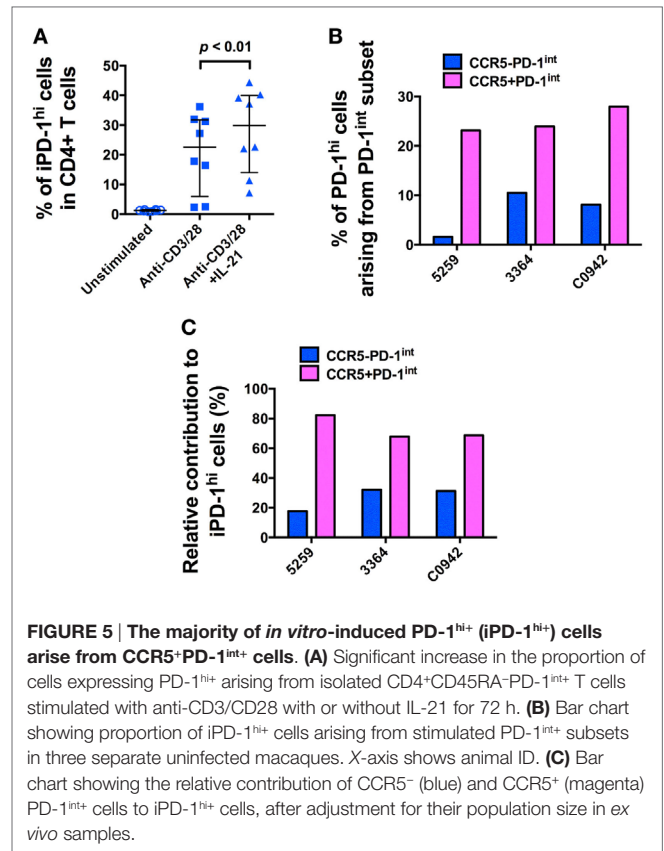 A
p < 0.01
% of iPD-1hi cells
in CD4+ T cells
50
40
30
20
10
0
Unstimulated
Anti-CD3/28
Anti-CD3/28
+IL-21
B
CCR5-PD-1int
CCR5+PD-1int
% of PD-1hi cells
arising from PD-1int subset
30
20
10
0
5259
3364
C0942
C
CCR5-PD-1int
CCR5+PD-1int
Relative contribution to
iPD-1hi cells (%)
100
80
60
40
20
0
5259
3364
C0942
FIGURE 5 | The majority of in vitro-induced PD-1hi+ (iPD-1hi+) cells
arise from CCR5+PD-1int+ cells. (A) Significant increase in the proportion of
cells expressing PD-1hi+ arising from isolated CD4+CD45RA−PD-1int+ T cells
stimulated with anti-CD3/CD28 with or without IL-21 for 72 h. (B) Bar chart
showing proportion of iPD-1hi+ cells arising from stimulated PD-1int+ subsets
in three separate uninfected macaques. X-axis shows animal ID. (C) Bar
chart showing the relative contribution of CCR5− (blue) and CCR5+ (magenta)
PD-1int+ cells to iPD-1hi+ cells, after adjustment for their population size in ex
vivo samples.